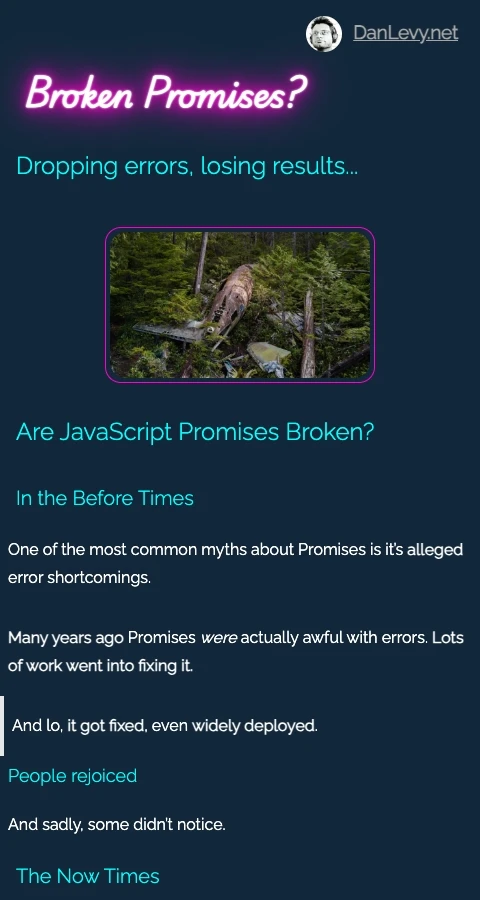 DanLevy.net
Broken Promises?
Dropping errors, losing results...
Are JavaScript Promises Broken?
In the Before Times
One of the most common myths about Promises is it's alleged
error shortcomings.
Many years ago Promises were actually awful with errors. Lots
of work went into fixing it.
And lo, it got fixed, even widely deployed.
People rejoiced
And sadly, some didn't notice.
The Now Times